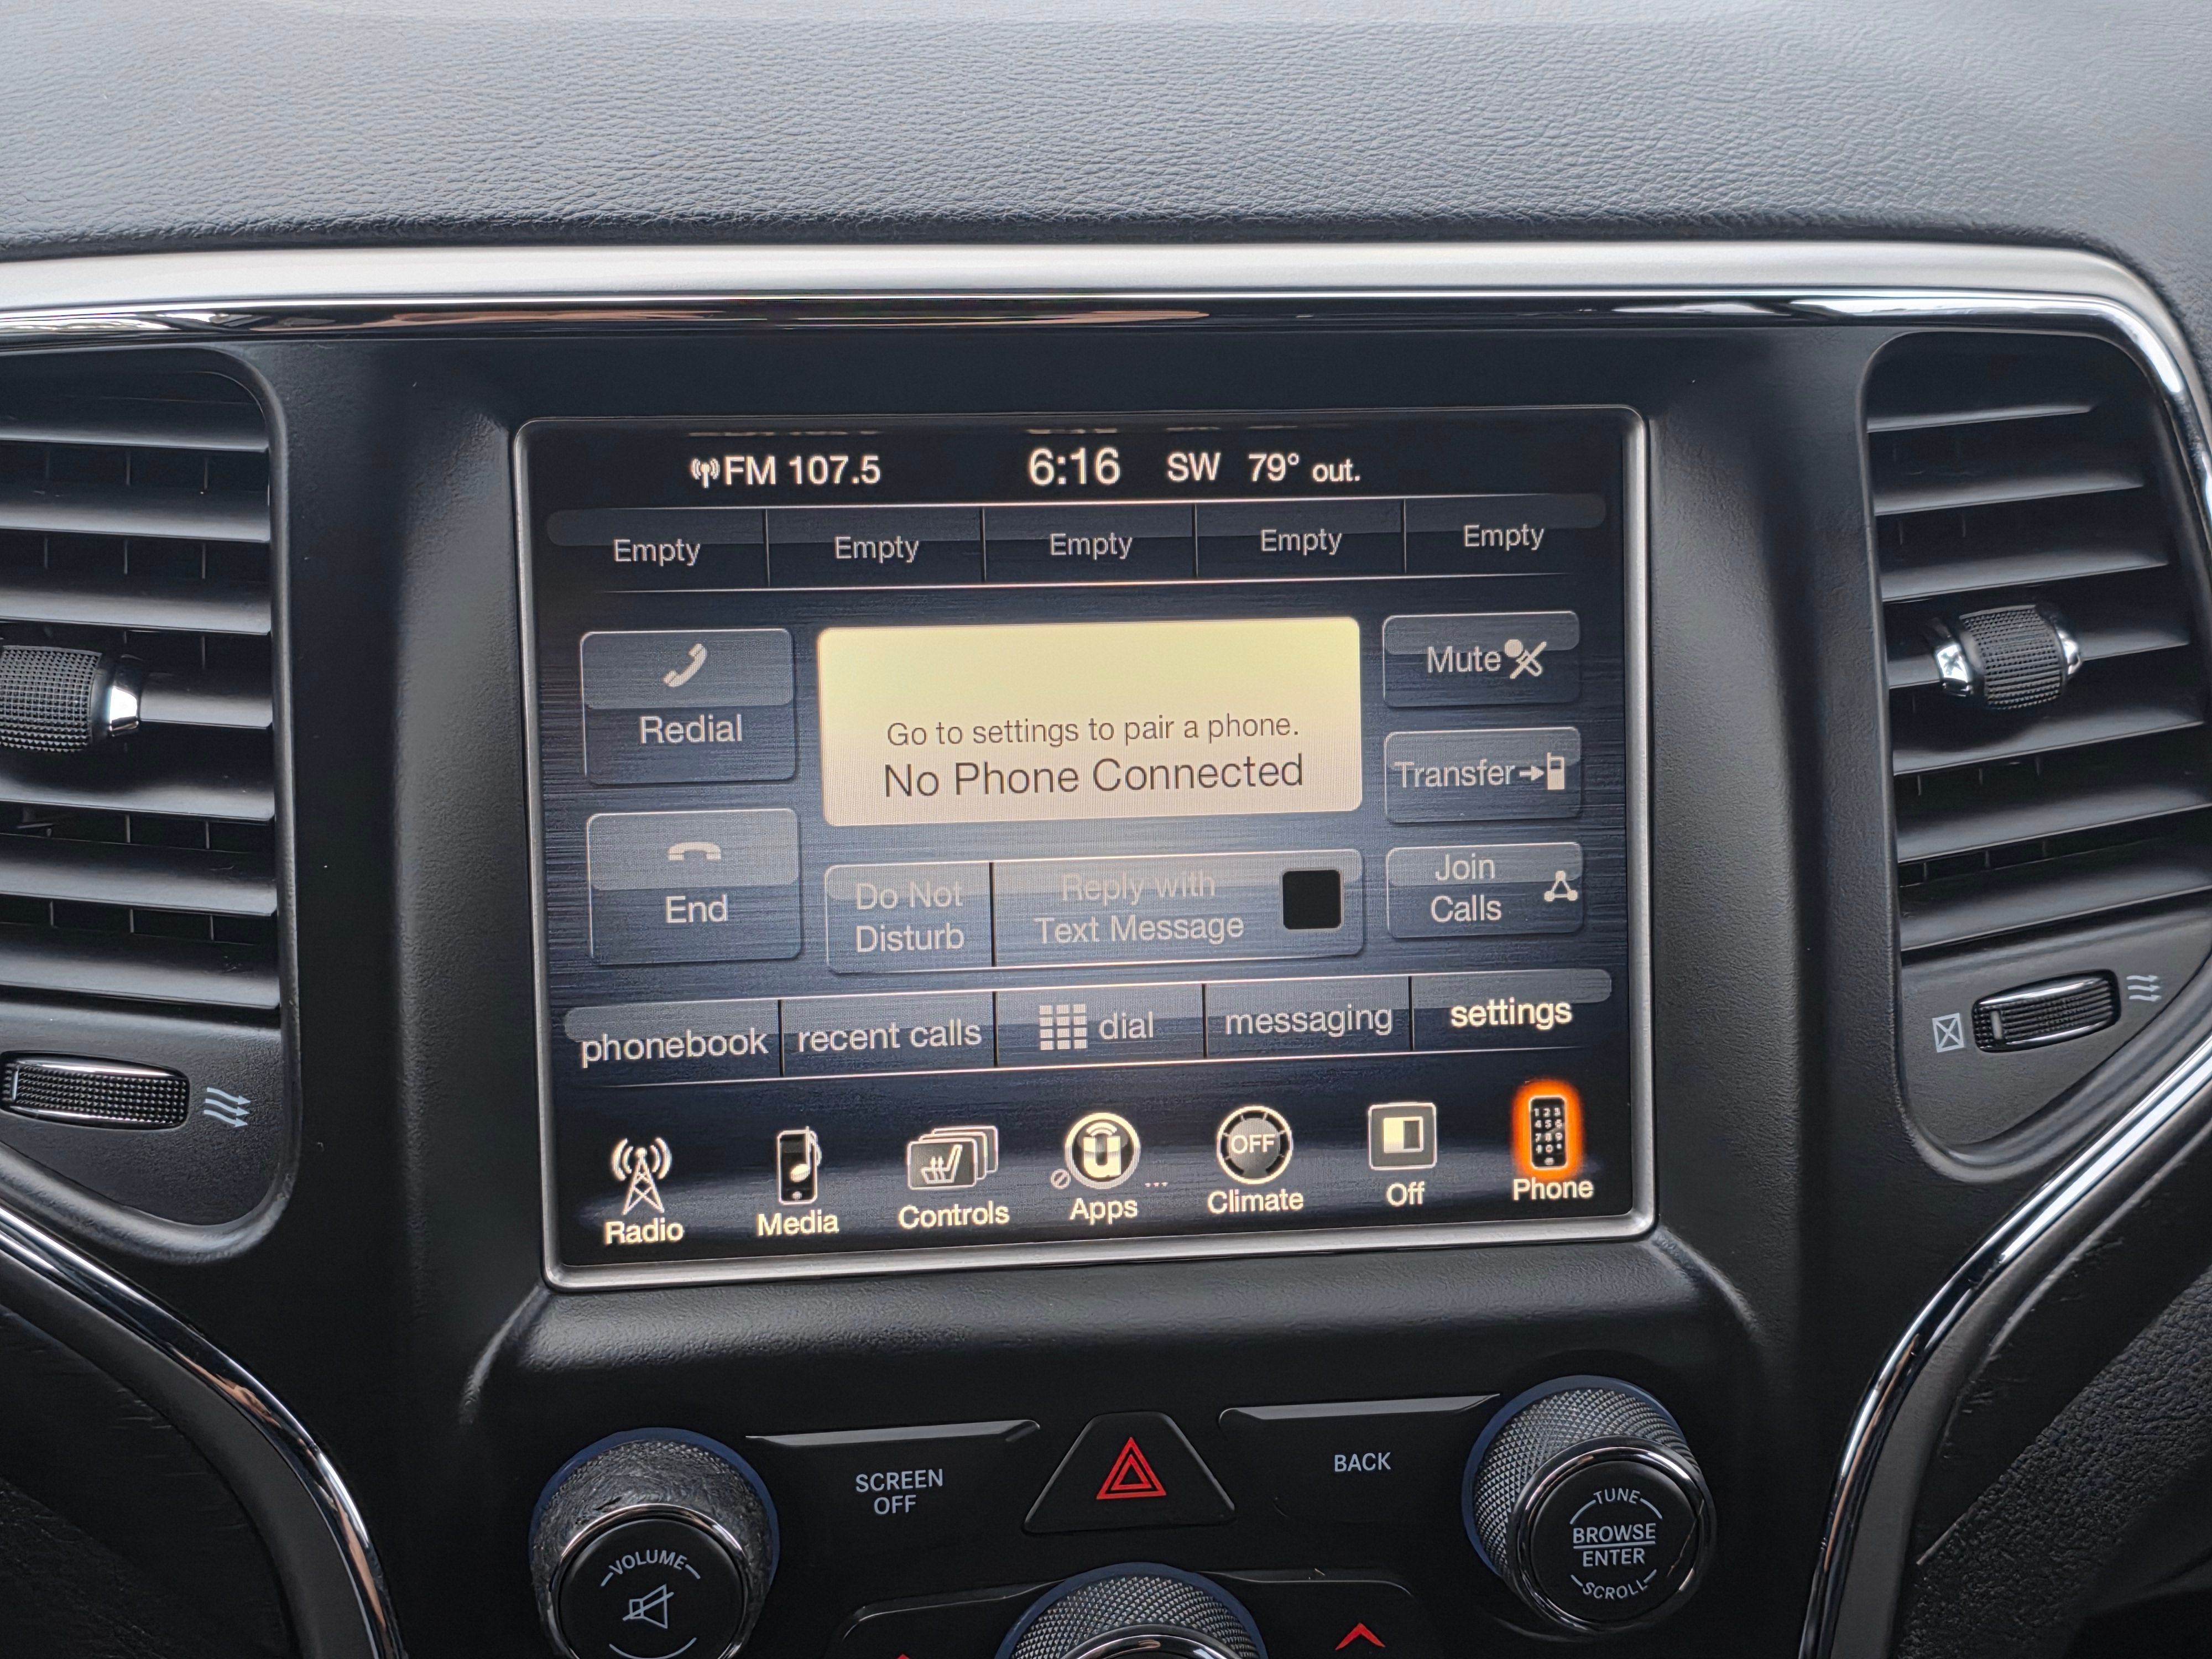 FM 107.5 6:16 SW 79° out.
Empty Empty Empty Empty Empty
Redial
Go to settings to pair a phone.
No Phone Connected
Mute
Transfer
End
Do Not
Disturb
Reply with
Text Message
Join
Calls
phonebook recent calls dial messaging settings
OFF
Radio Media Controls Apps Climate Off Phone
SCREEN
OFF
BACK
VOLUME
TUNE
BROWSE
ENTER
SCROLL